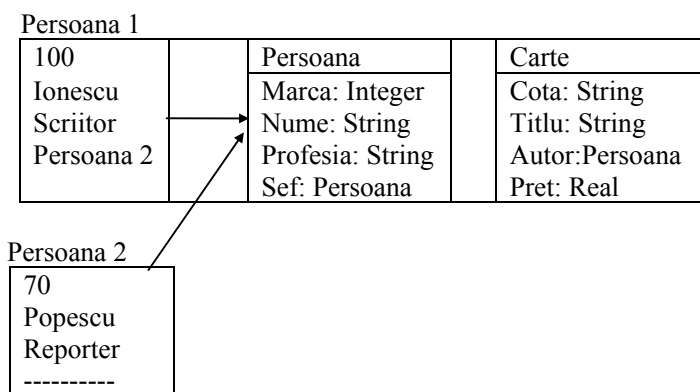 Persoana 1
100
Ionescu
Scriitor
Persoana 2
Persoana
Marca: Integer
Nume: String
Profesia: String
Sef: Persoana
Carte
Cota: String
Titlu: String
Autor:Persoana
Pret: Real
Persoana 2
70
Popescu
Reporter
----------